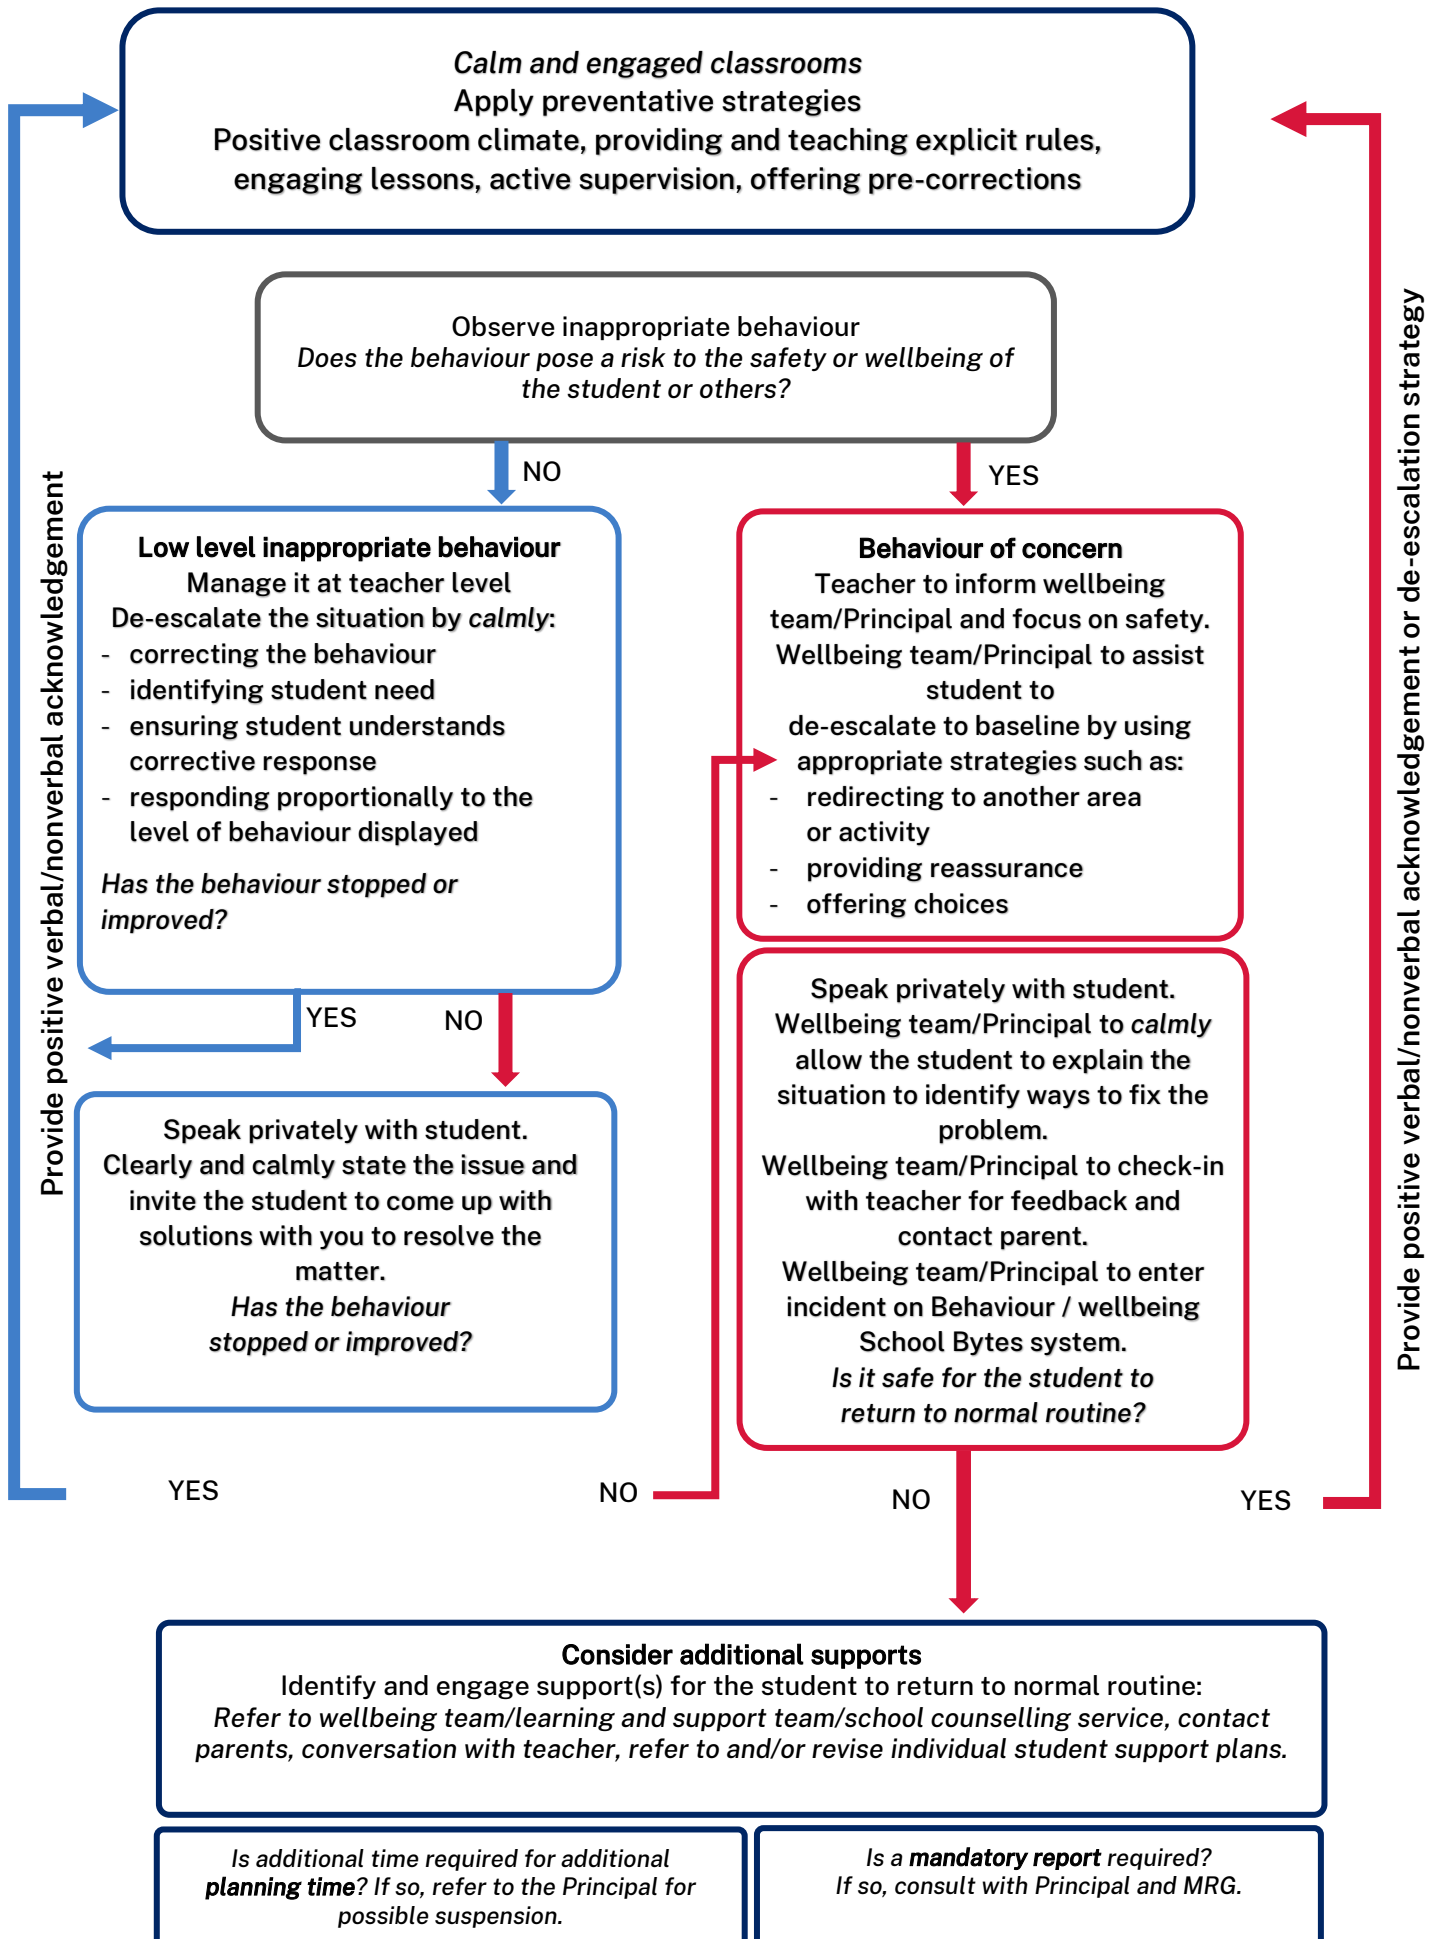 Calm and engaged classrooms
Apply preventative strategies
Positive classroom climate, providing and teaching explicit rules,
engaging lessons, active supervision, offering pre-corrections
Observe inappropriate behaviour
Does the behaviour pose a risk to the safety or wellbeing of
the student or others?
NO
YES
Provide positive verbal/nonverbal acknowledgement
Low level inappropriate behaviour
Manage it at teacher level
De-escalate the situation by calmly:
- correcting the behaviour
- identifying student need
- ensuring student understands
corrective response
- responding proportionally to the
level of behaviour displayed
Has the behaviour stopped or
improved?
YES
NO
Speak privately with student.
Clearly and calmly state the issue and
invite the student to come up with
solutions with you to resolve the
matter.
Has the behaviour
stopped or improved?
YES
NO
Behaviour of concern
Teacher to inform wellbeing
team/Principal and focus on safety.
Wellbeing team/Principal to assist
student to
de-escalate to baseline by using
appropriate strategies such as:
- redirecting to another area
or activity
- providing reassurance
- offering choices
Speak privately with student.
Wellbeing team/Principal to calmly
allow the student to explain the
situation to identify ways to fix the
problem.
Wellbeing team/Principal to check-in
with teacher for feedback and
contact parent.
Wellbeing team/Principal to enter
incident on Behaviour / wellbeing
School Bytes system.
Is it safe for the student to
return to normal routine?
NO
YES
Provide positive verbal/nonverbal acknowledgement or de-escalation strategy
Consider additional supports
Identify and engage support(s) for the student to return to normal routine:
Refer to wellbeing team/learning and support team/school counselling service, contact
parents, conversation with teacher, refer to and/or revise individual student support plans.
Is additional time required for additional
planning time? If so, refer to the Principal for
possible suspension.
Is a mandatory report required?
If so, consult with Principal and MRG.